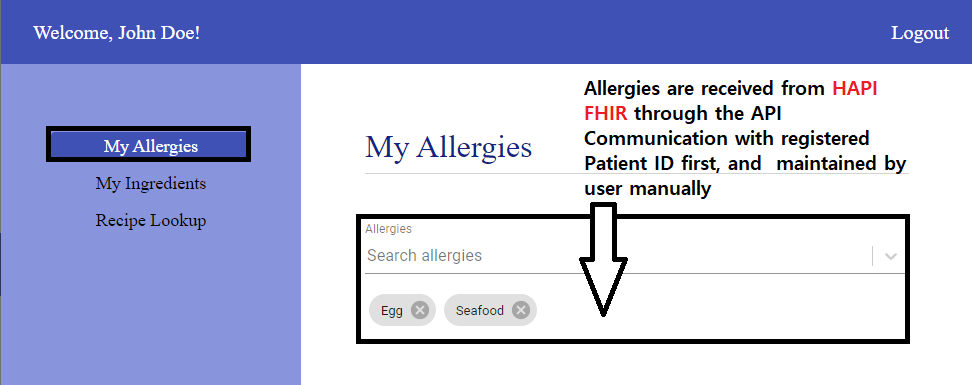 Welcome, John Doe!
Logout
My Allergies
My Ingredients
Recipe Lookup
My Allergies
Allergies are received from HAPI
FHIR through the API
Communication with registered
Patient ID first, and  maintained by
user manually
Allergies
Search allergies
Egg
Seafood